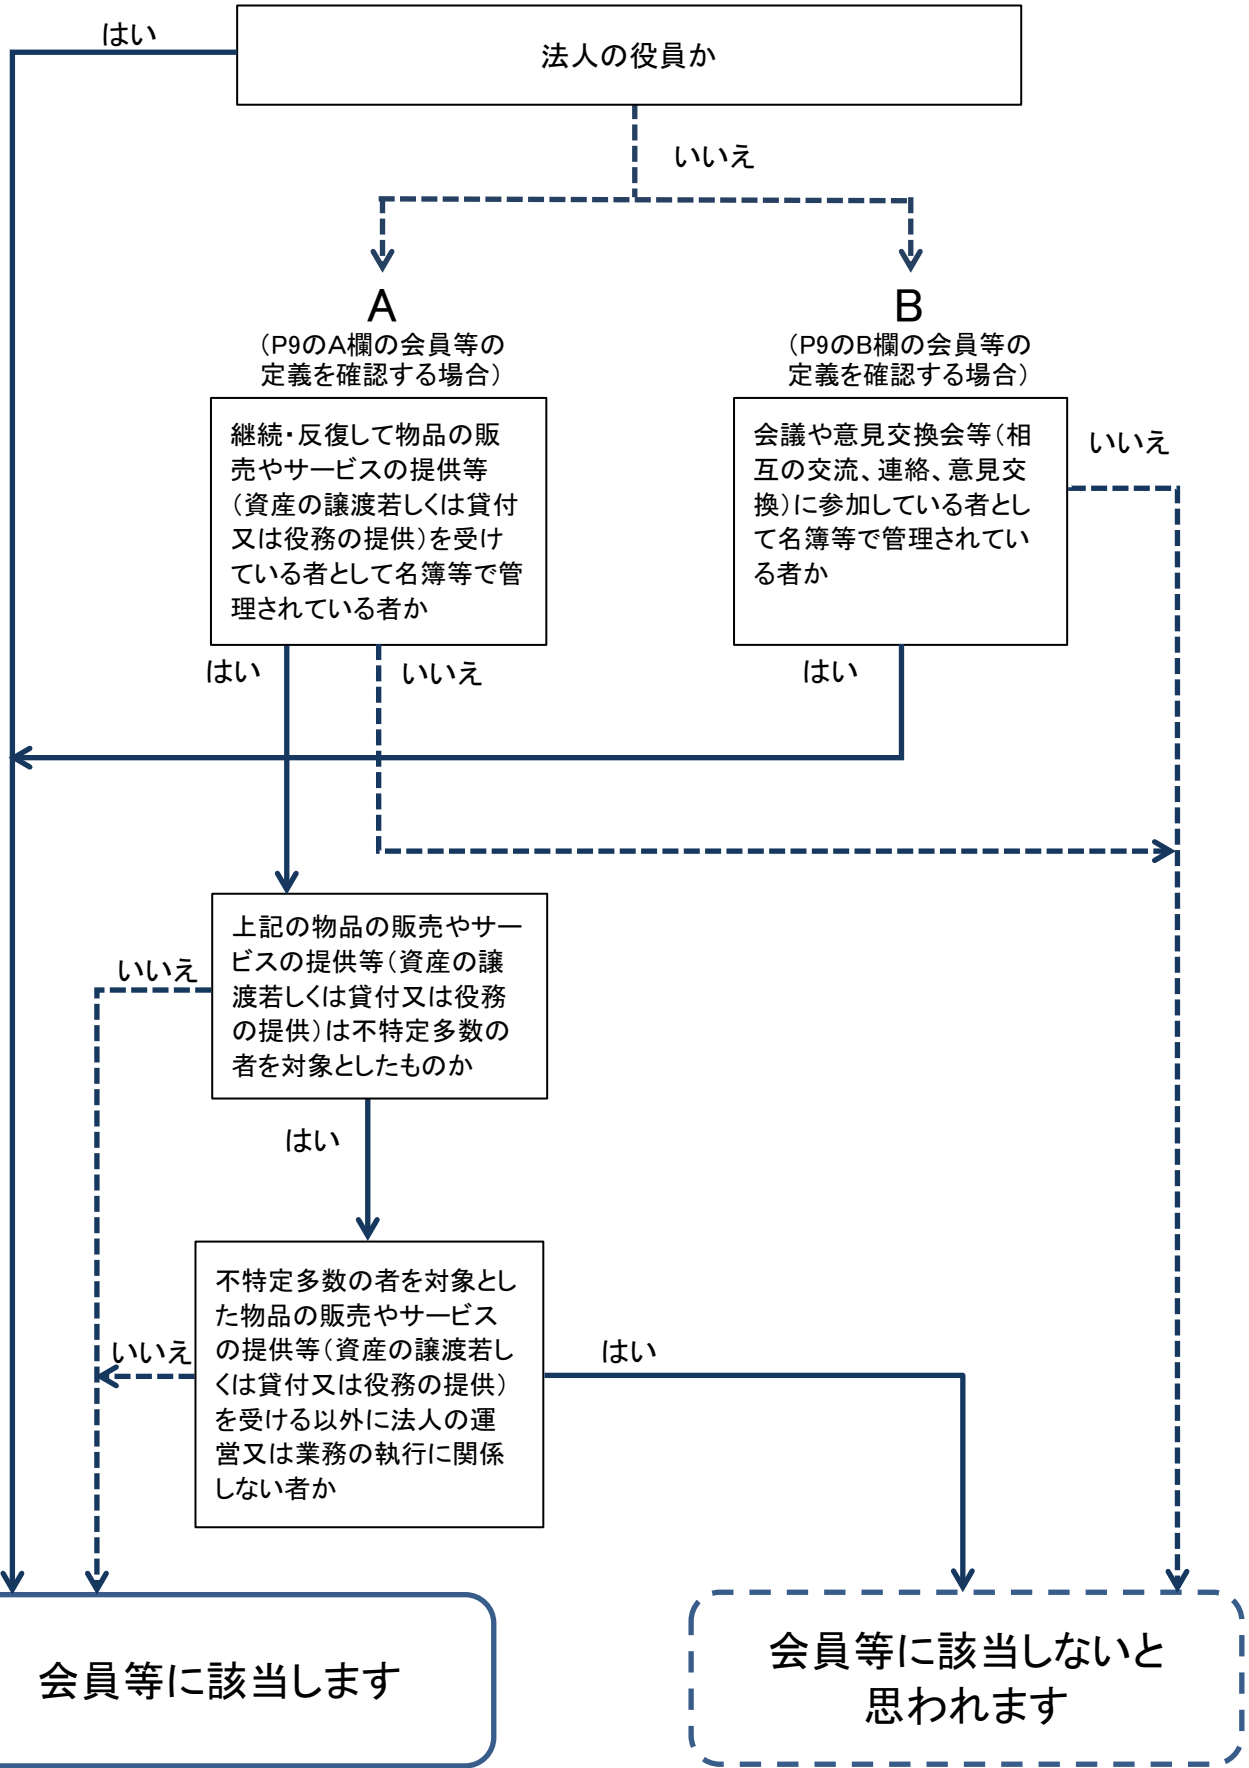 はい
法人の役員か
いいえ
A
(P9のA欄の会員等の
定義を確認する場合)
B
(P9のB欄の会員等の
定義を確認する場合)
継続・反復して物品の販
売やサービスの提供等
(資産の譲渡若しくは貸付
又は役務の提供)を受け
ている者として名簿等で管
理されている者か
会議や意見交換会等(相
互の交流、連絡、意見交
換)に参加している者とし
て名簿等で管理されてい
る者か
いいえ
はい
いいえ
はい
上記の物品の販売やサー
ビスの提供等(資産の譲
渡若しくは貸付又は役務
の提供)は不特定多数の
者を対象としたものか
いいえ
はい
不特定多数の者を対象とし
た物品の販売やサービス
の提供等(資産の譲渡若し
くは貸付又は役務の提供)
を受ける以外に法人の運
営又は業務の執行に関係
しない者か
いいえ
はい
会員等に該当します
会員等に該当しないと
思われます